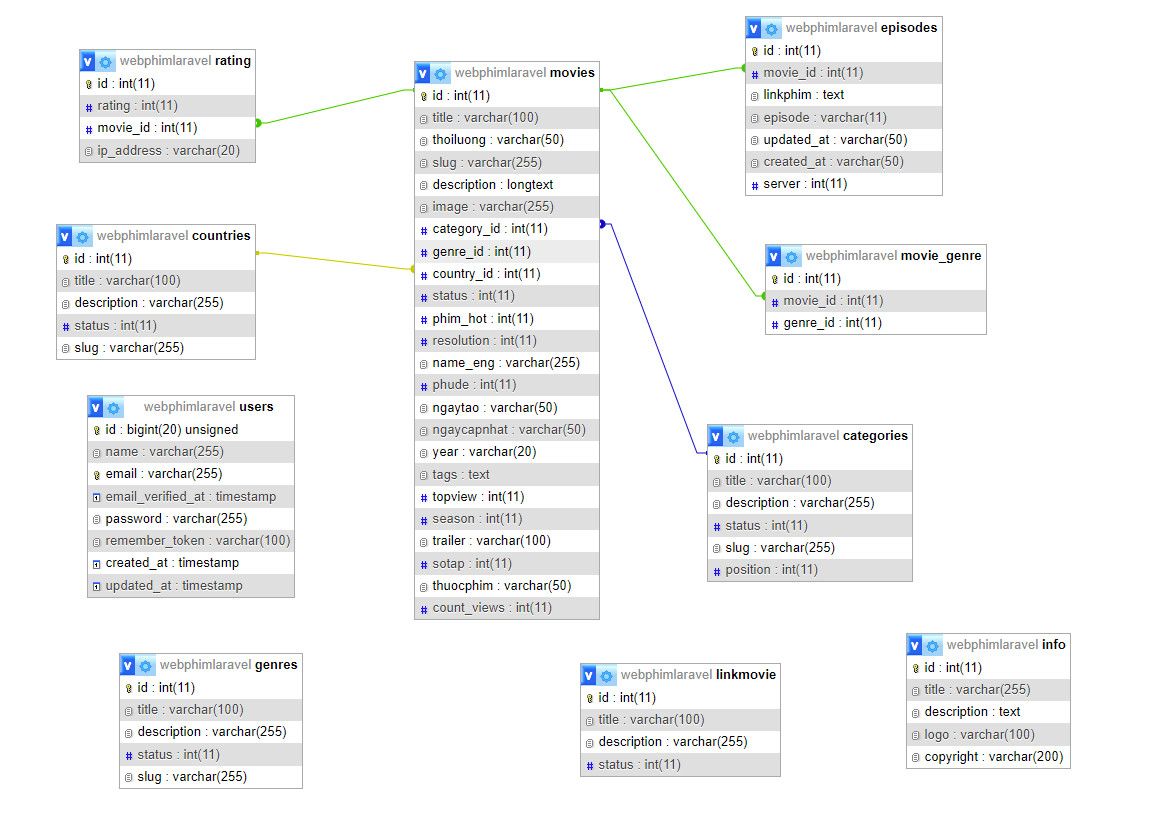 webphimlaravel rating
id : int(11)
# rating : int(11)
# movie_id : int(11)
ip_address : varchar(20)
webphimlaravel countries
id : int(11)
title : varchar(100)
description : varchar(255)
# status : int(11)
slug : varchar(255)
webphimlaravel users
id : bigint(20) unsigned
name : varchar(255)
email : varchar(255)
email_verified_at : timestamp
password : varchar(255)
remember_token : varchar(100)
created_at : timestamp
updated_at : timestamp
webphimlaravel genres
id : int(11)
title : varchar(100)
description : varchar(255)
# status : int(11)
slug : varchar(255)
webphimlaravel movies
id : int(11)
title : varchar(100)
thoiluong : varchar(50)
slug : varchar(255)
description : longtext
image : varchar(255)
# category_id : int(11)
# genre_id : int(11)
# country_id : int(11)
# status : int(11)
# phim_hot : int(11)
# resolution : int(11)
name_eng : varchar(255)
# phude : int(11)
ngaytao : varchar(50)
ngaycapnhat : varchar(50)
year : varchar(20)
tags : text
# topview : int(11)
# season : int(11)
trailer : varchar(100)
# sotap : int(11)
thuocphim : varchar(50)
# count_views : int(11)
webphimlaravel linkmovie
id : int(11)
title : varchar(100)
description : varchar(255)
# status : int(11)
webphimlaravel episodes
id : int(11)
# movie_id : int(11)
linkphim : text
episode : varchar(11)
updated_at : varchar(50)
created_at : varchar(50)
# server : int(11)
webphimlaravel movie_genre
id : int(11)
# movie_id : int(11)
# genre_id : int(11)
webphimlaravel categories
id : int(11)
title : varchar(100)
description : varchar(255)
# status : int(11)
slug : varchar(255)
# position : int(11)
webphimlaravel info
id : int(11)
title : varchar(255)
description : text
logo : varchar(100)
copyright : varchar(200)